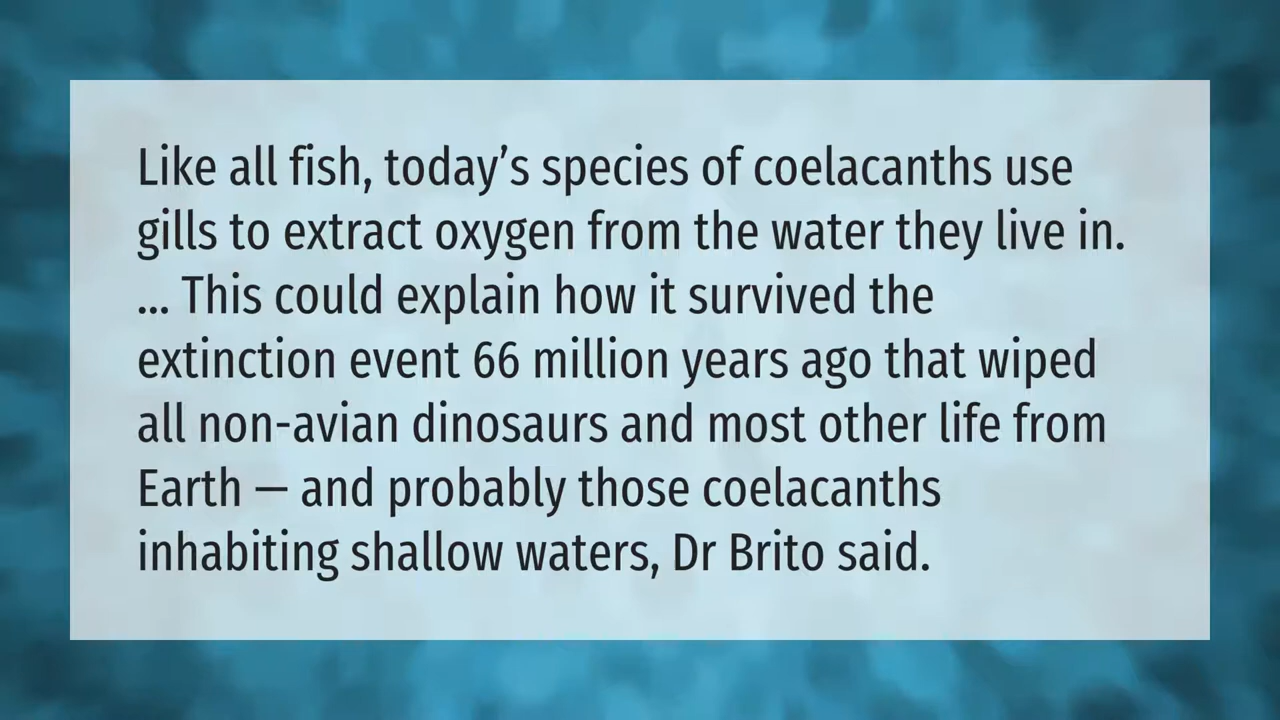 Like all fish, today’s species of coelacanths use
gills to extract oxygen from the water they live in.
... This could explain how it survived the
extinction event 66 million years ago that wiped
all non-avian dinosaurs and most other life from
Earth — and probably those coelacanths
inhabiting shallow waters, Dr Brito said.